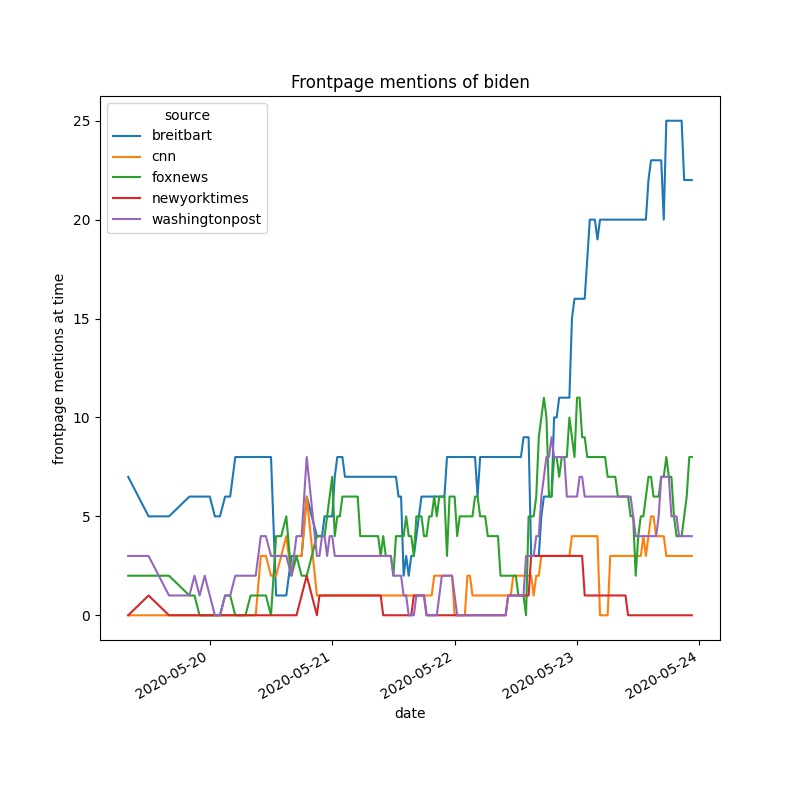 Frontpage mentions of biden
source
breitbart
cnn
foxnews
newyorktimes
washingtonpost
frontpage mentions at time
25
20
15
10
5
0
2020-05-20
2020-05-21
2020-05-22
2020-05-23
2020-05-24
date